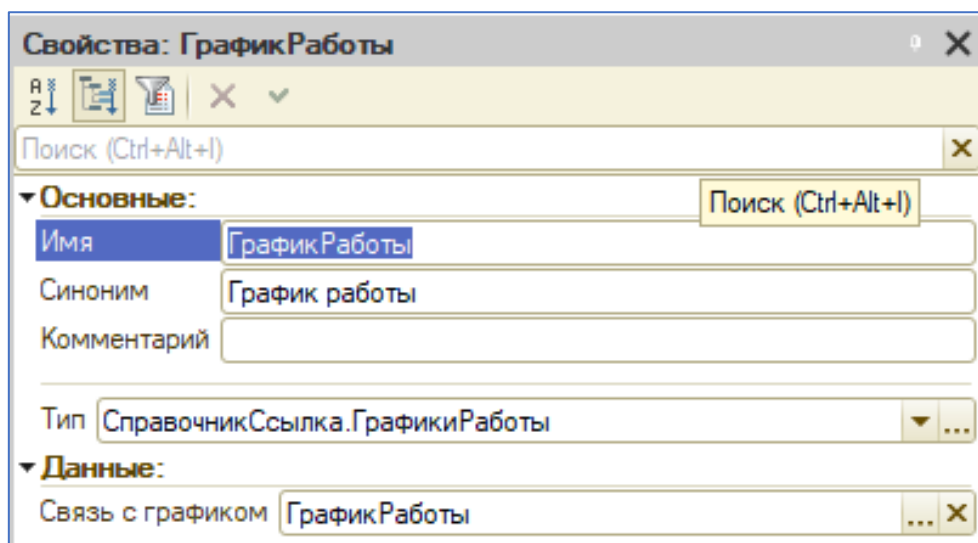 Свойства: ГрафикРаботы
Поиск (Ctrl+Alt+I)
Основные:
Поиск (Ctrl+Alt+I)
Имя ГрафикРаботы
Синоним График работы
Комментарий
Тип СправочникСсылка.ГрафикиРаботы
Данные:
Связь с графиком ГрафикРаботы